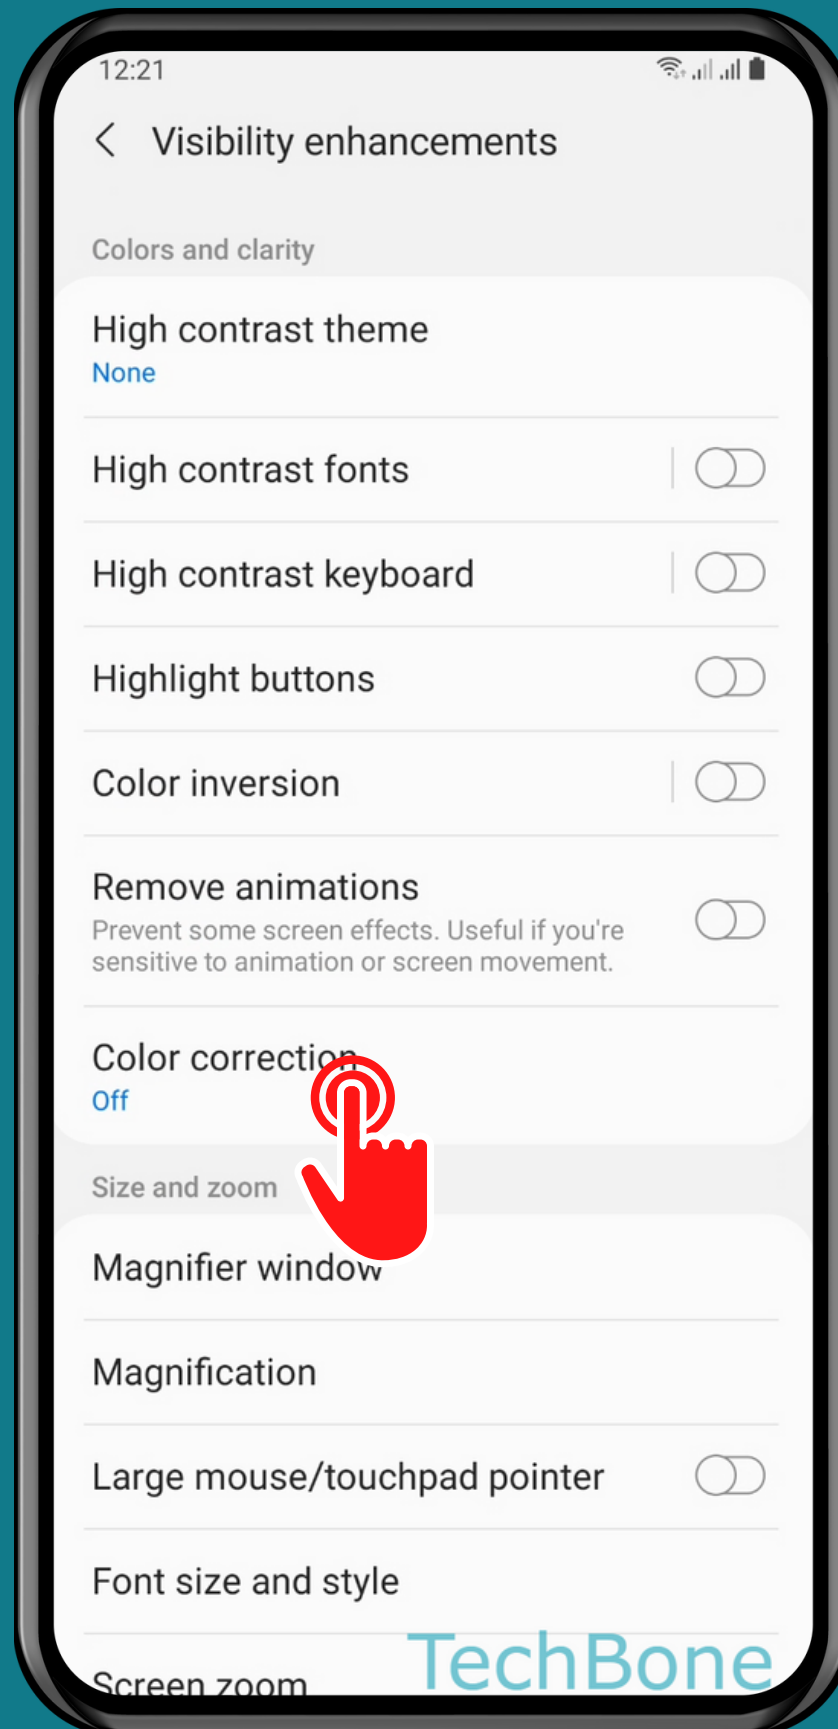 12:21
Visibility enhancements
Colors and clarity
High contrast theme
None
High contrast fonts
High contrast keyboard
Highlight buttons
Color inversion
Remove animations
Prevent some screen effects. Useful if you're
sensitive to animation or screen movement.
Color correction
Off
Size and zoom
Magnifier window
Magnification
Large mouse/touchpad pointer
Font size and style
Screen zoom
TechBone